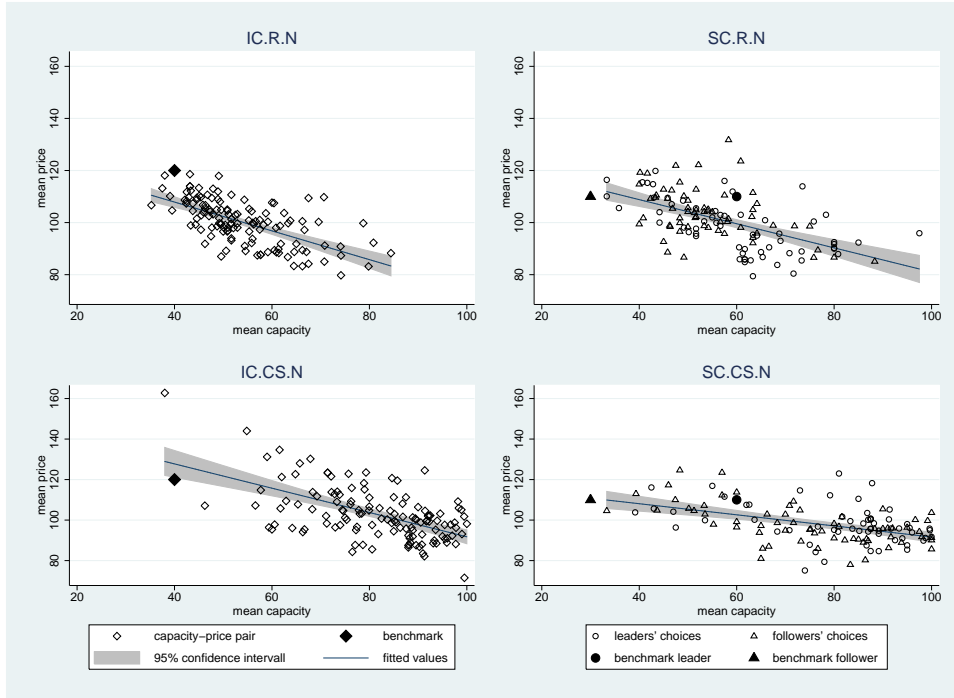 IC.R.N
mean price
160
140
120
100
80
20 40 60 80 100
mean capacity
SC.R.N
mean price
160
140
120
100
80
20 40 60 80 100
mean capacity
IC.CS.N
mean price
160
140
120
100
80
20 40 60 80 100
mean capacity
SC.CS.N
mean price
160
140
120
100
80
20 40 60 80 100
mean capacity
capacity−price pair benchmark
95% confidence intervall fitted values
leaders' choices followers' choices
benchmark leader benchmark follower